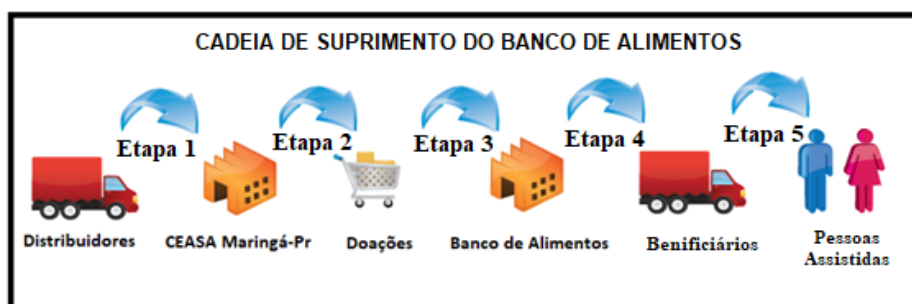 CADEIA DE SUPRIMENTO DO BANCO DE ALIMENTOS
Etapa 1
Etapa 2
Etapa 3
Etapa 4
Etapa 5
Distribuidores
CEASA Maringá-Pr
Doações
Banco de Alimentos
Benificiários
Pessoas
Assistidas